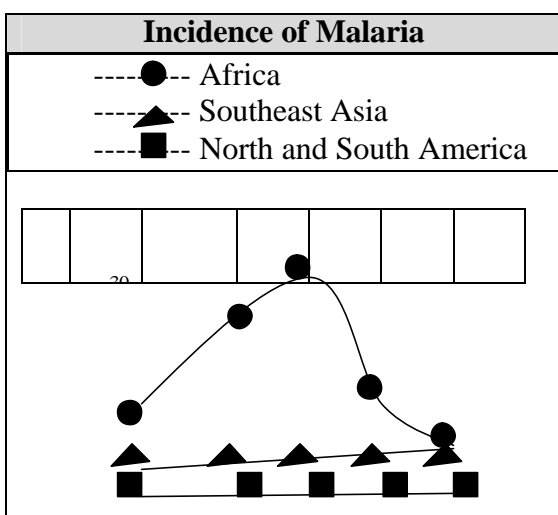 Incidence of Malaria
Africa
Southeast Asia
North and South America